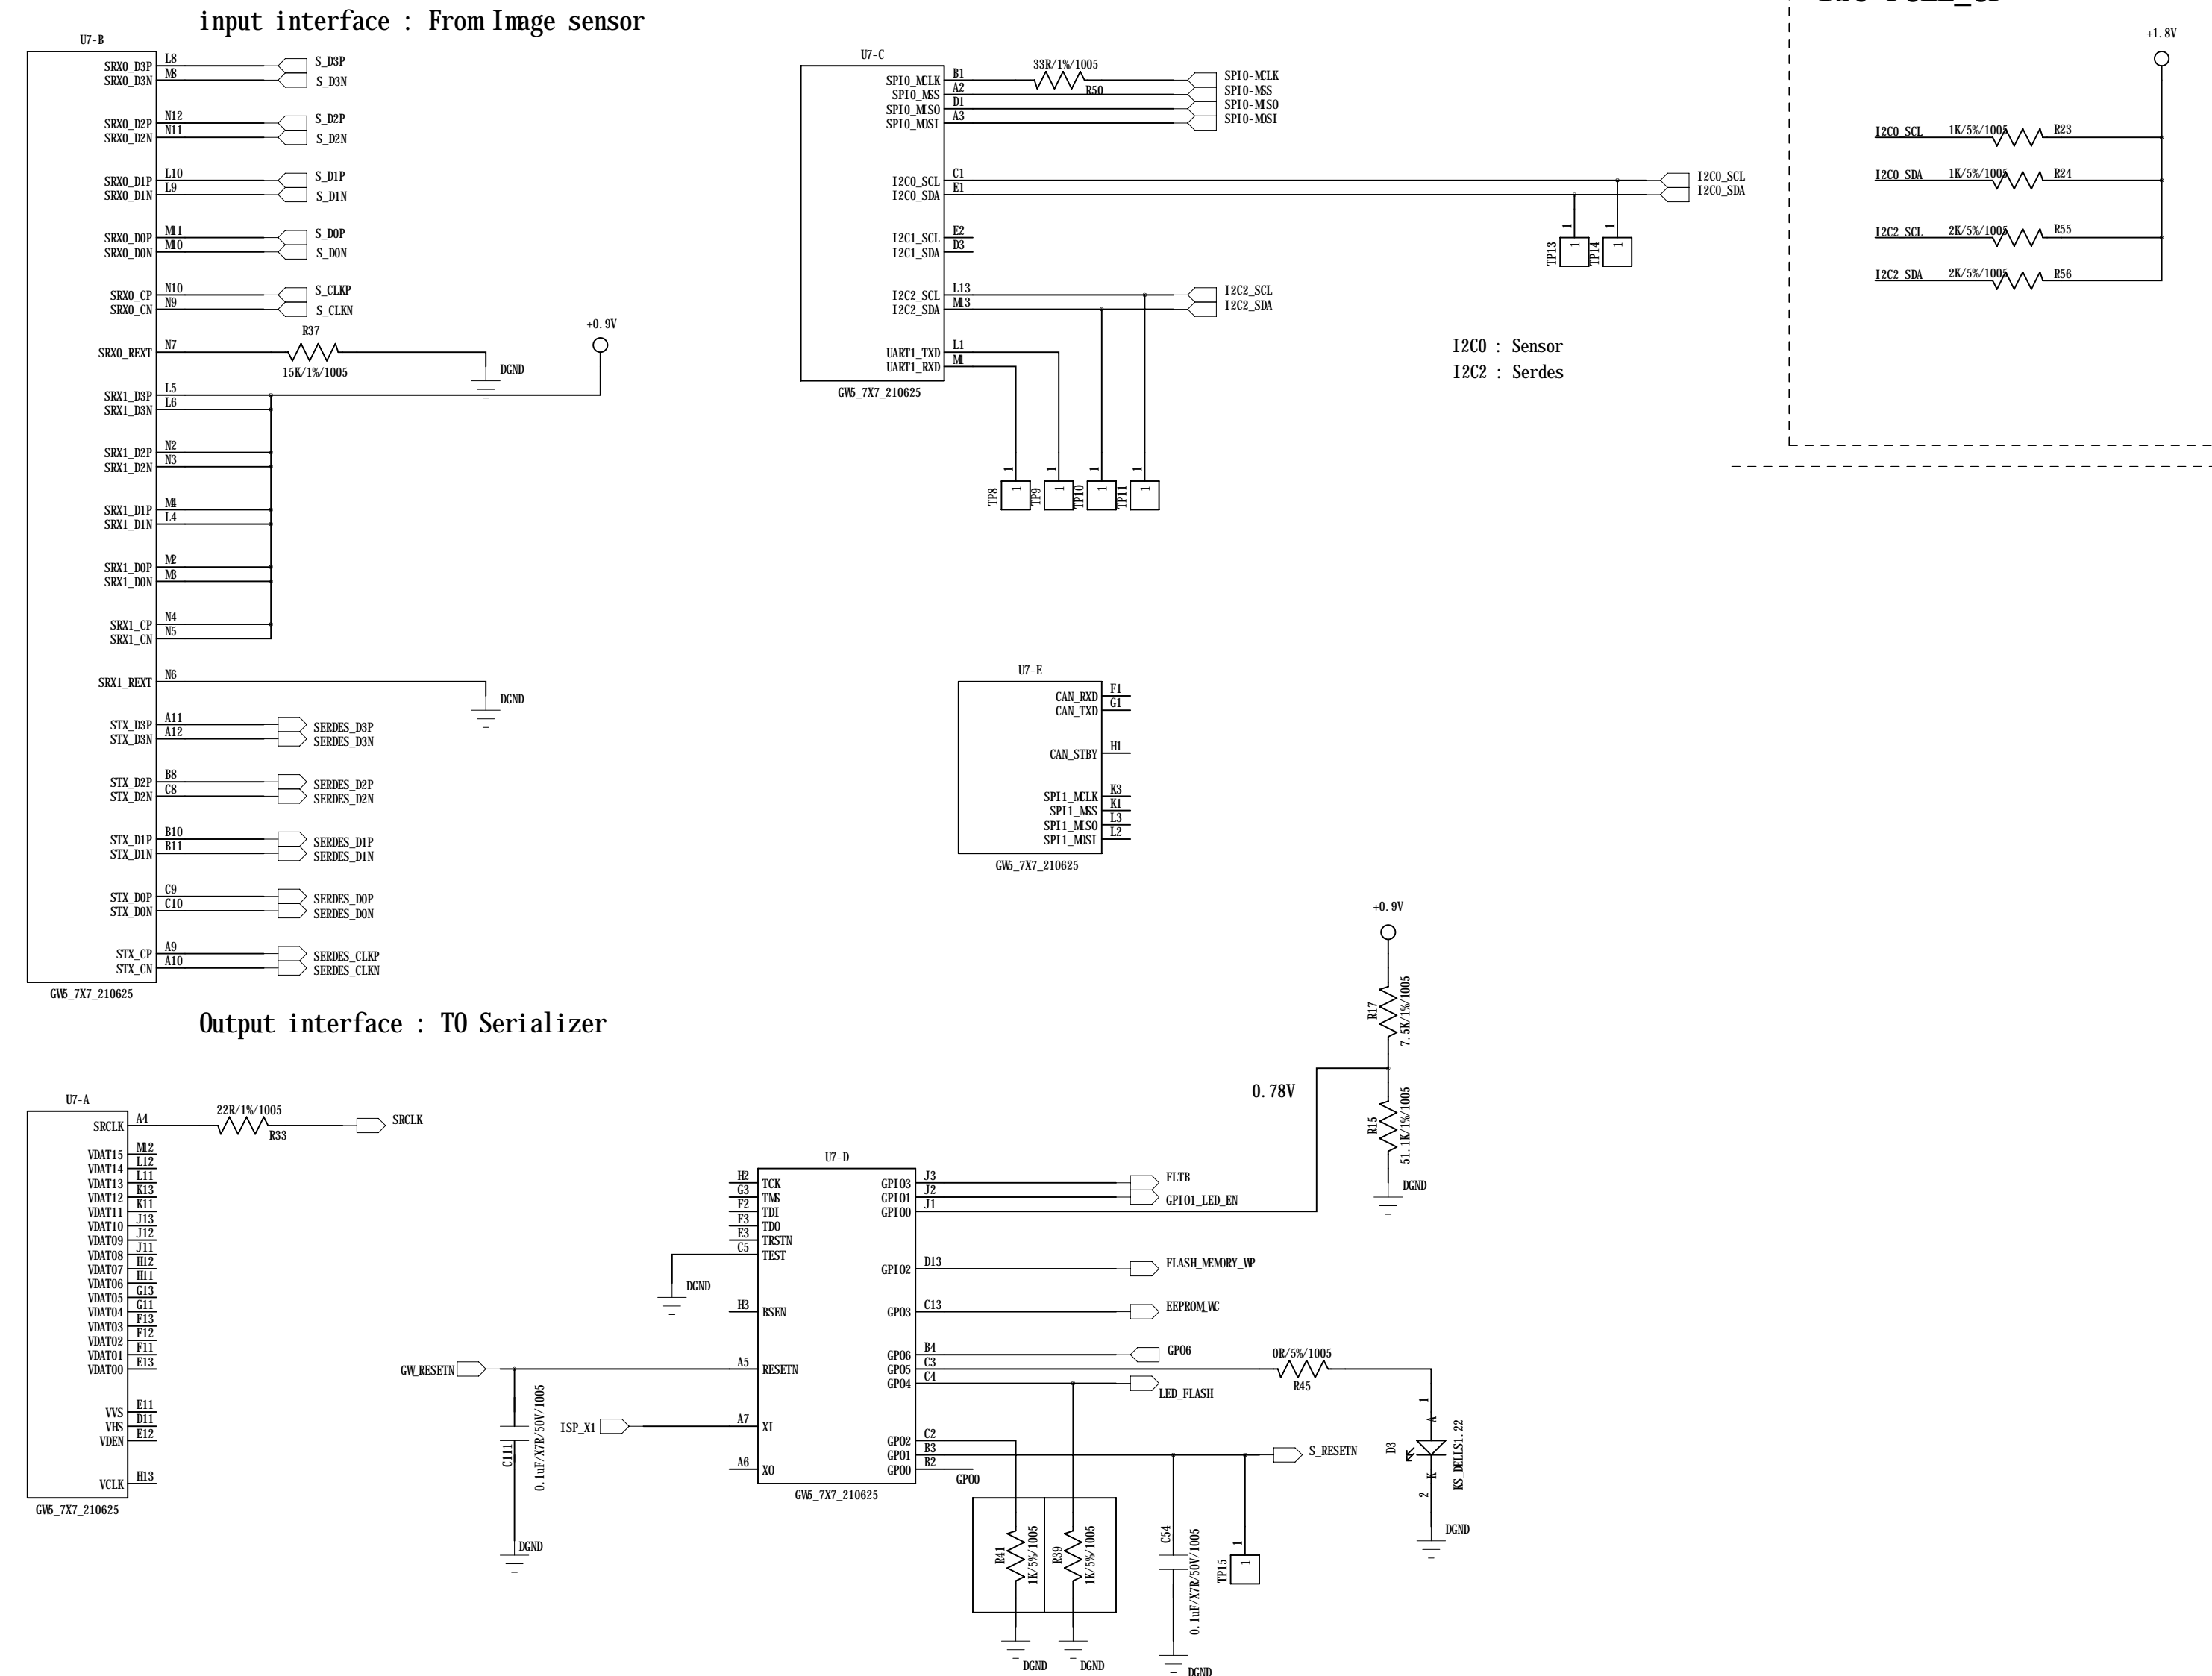 input interface : From Image sensor
U7-B
SRX0_D3P L8 S_D3P
SRX0_D3N M8 S_D3N
SRX0_D2P N12 S_D2P
SRX0_D2N N11 S_D2N
SRX0_D1P L10 S_D1P
SRX0_D1N L9 S_D1N
SRX0_D0P M11 S_D0P
SRX0_D0N M10 S_D0N
SRX0_CP N10 S_CLKP
SRX0_CN N9 S_CLKN
R37
SRX0_REXT N7
15K/1%/1005
DGND
+0.9V
SRX1_D3P L5
SRX1_D3N L6
SRX1_D2P N2
SRX1_D2N N3
SRX1_D1P M4
SRX1_D1N L4
SRX1_D0P M2
SRX1_D0N M3
SRX1_CP N4
SRX1_CN N5
SRX1_REXT N6
DGND
STX_D3P A11 SERDES_D3P
STX_D3N A12 SERDES_D3N
STX_D2P B8 SERDES_D2P
STX_D2N C8 SERDES_D2N
STX_D1P B10 SERDES_D1P
STX_D1N B11 SERDES_D1N
STX_D0P C9 SERDES_D0P
STX_D0N C10 SERDES_D0N
STX_CP A9 SERDES_CLKP
STX_CN A10 SERDES_CLKN
GW5_7X7_210625
Output interface : TO Serializer
U7-C
33R/1%/1005
SPI0_MCLK B1 R50 SPI0-MCLK
SPI0_MSS A2 SPI0-MSS
SPI0_MISO D1 SPI0-MISO
SPI0_MOSI A3 SPI0-MOSI
I2C0_SCL C1 I2C0_SCL
I2C0_SDA E1 I2C0_SDA
I2C1_SCL E2
I2C1_SDA D3
TP13 1 1
TP14 1 1
I2C2_SCL L13 I2C2_SCL
I2C2_SDA M13 I2C2_SDA
UART1_TXD L1
UART1_RXD M1
GW5_7X7_210625
I2C0 : Sensor
I2C2 : Serdes
TP8 1 1
TP9 1 1
TP10 1 1
TP11 1 1
+1.8V
I2C0_SCL 1K/5%/1005 R23
I2C0_SDA 1K/5%/1005 R24
I2C2_SCL 2K/5%/1005 R55
I2C2_SDA 2K/5%/1005 R56
U7-E
CAN_RXD F1
CAN_TXD G1
CAN_STBY H1
SPI1_MCLK K3
SPI1_MSS K1
SPI1_MISO L3
SPI1_MOSI L2
GW5_7X7_210625
+0.9V
R17
7.5K/1%/1005
0.78V
R15
51.1K/1%/1005
DGND
U7-A
22R/1%/1005
SRCLK A4 R33 SRCLK
VDAT15 M12
VDAT14 L12
VDAT13 L11
VDAT12 K13
VDAT11 K11
VDAT10 J13
VDAT09 J12
VDAT08 J11
VDAT07 H12
VDAT06 H11
VDAT05 G13
VDAT04 G11
VDAT03 F13
VDAT02 F12
VDAT01 F11
VDAT00 E13
VVS E11
VHS D11
VDEN E12
VCLK H13
GW5_7X7_210625
U7-D
H2 TCK
G3 TMS
F2 TDI
F3 TDO
E3 TRSTN
C5 TEST
DGND
H3 BSEN
GW_RESETN A5 RESETN
ISP_X1 A7 XI
A6 XO
C111
0.1uF/X7R/50V/1005
DGND
GPIO3 J3 FLTB
GPIO1 J2 GPIO1_LED_EN
GPIO0 J1
GPIO2 D13 FLASH_MEMORY_WP
GPO3 C13 EEPROM_WC
GPO6 B4 GPO6
GPO5 C3 0R/5%/1005
R45
GPO4 C4 LED_FLASH
GPO2 C2
GPO1 B3 S_RESETN
GPO0 B2 GPO0
GW5_7X7_210625
1 A
D3
KS_DELLS1.22
2 K
DGND
R41
1K/5%/1005
R39
1K/5%/1005
C54
0.1uF/X7R/50V/1005
TP15 1 1
DGND
DGND
DGND